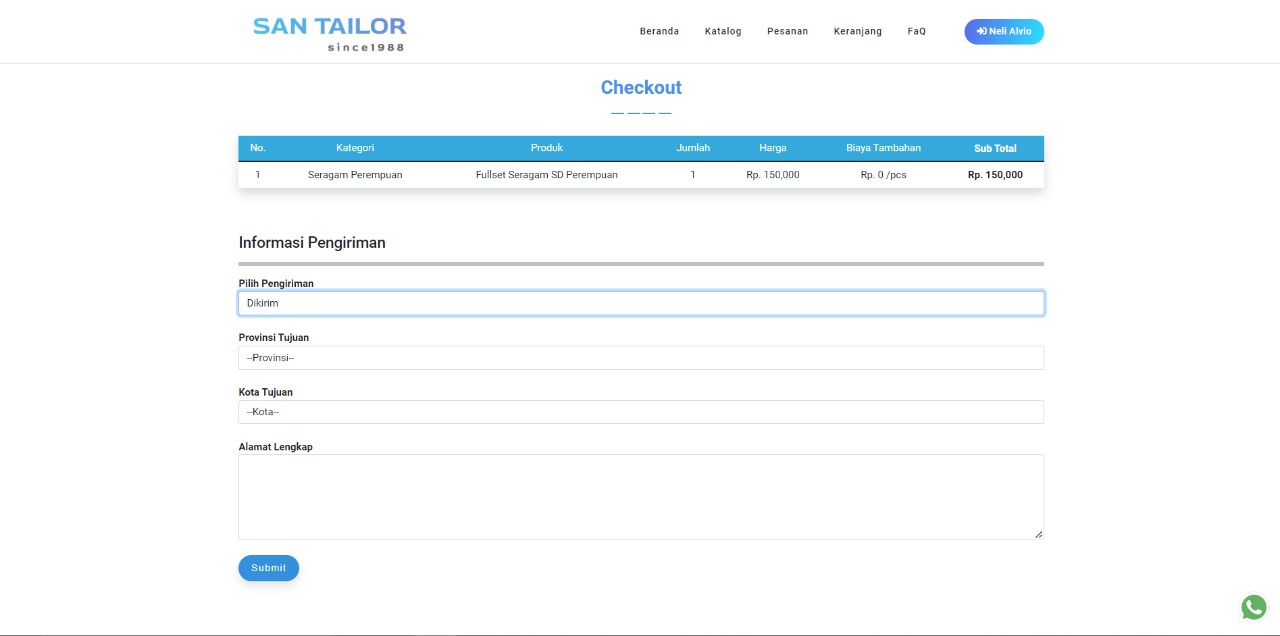 SAN TAILOR
since1988
Beranda Katalog Pesanan Keranjang FaQ Neli Alvio
Checkout
No. Kategori Produk Jumlah Harga Biaya Tambahan Sub Total
1 Seragam Perempuan Fullset Seragam SD Perempuan 1 Rp. 150,000 Rp. 0 /pcs Rp. 150,000
Informasi Pengiriman
Pilih Pengiriman
Dikirim
Provinsi Tujuan
--Provinsi--
Kota Tujuan
--Kota--
Alamat Lengkap
Submit